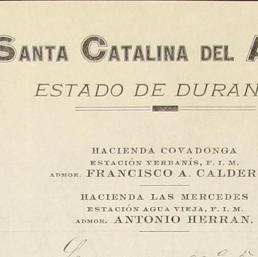 SANTA CATALINA DEL
ESTADO DE DURAN
HACIENDA COVADONGA
ESTACIÓN YERBANÍS, F. I. M.
ADMOR. FRANCISCO A. CALDER
HACIENDA LAS MERCEDES
ESTACIÓN AGUA VIEJA, F. I. M.
ADMOR. ANTONIO HERRAN.